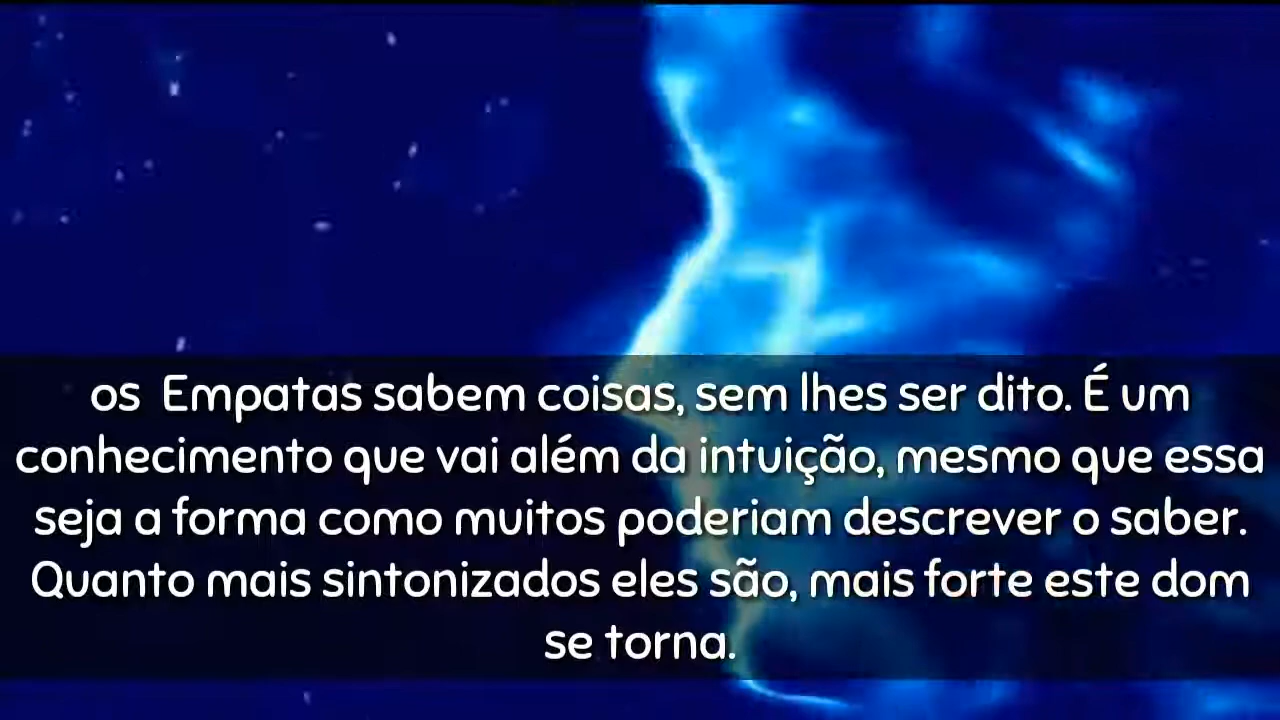 os  Empatas sabem coisas, sem lhes ser dito. É um
conhecimento que vai além da intuição, mesmo que essa
seja a forma como muitos poderiam descrever o saber.
Quanto mais sintonizados eles são, mais forte este dom
se torna.